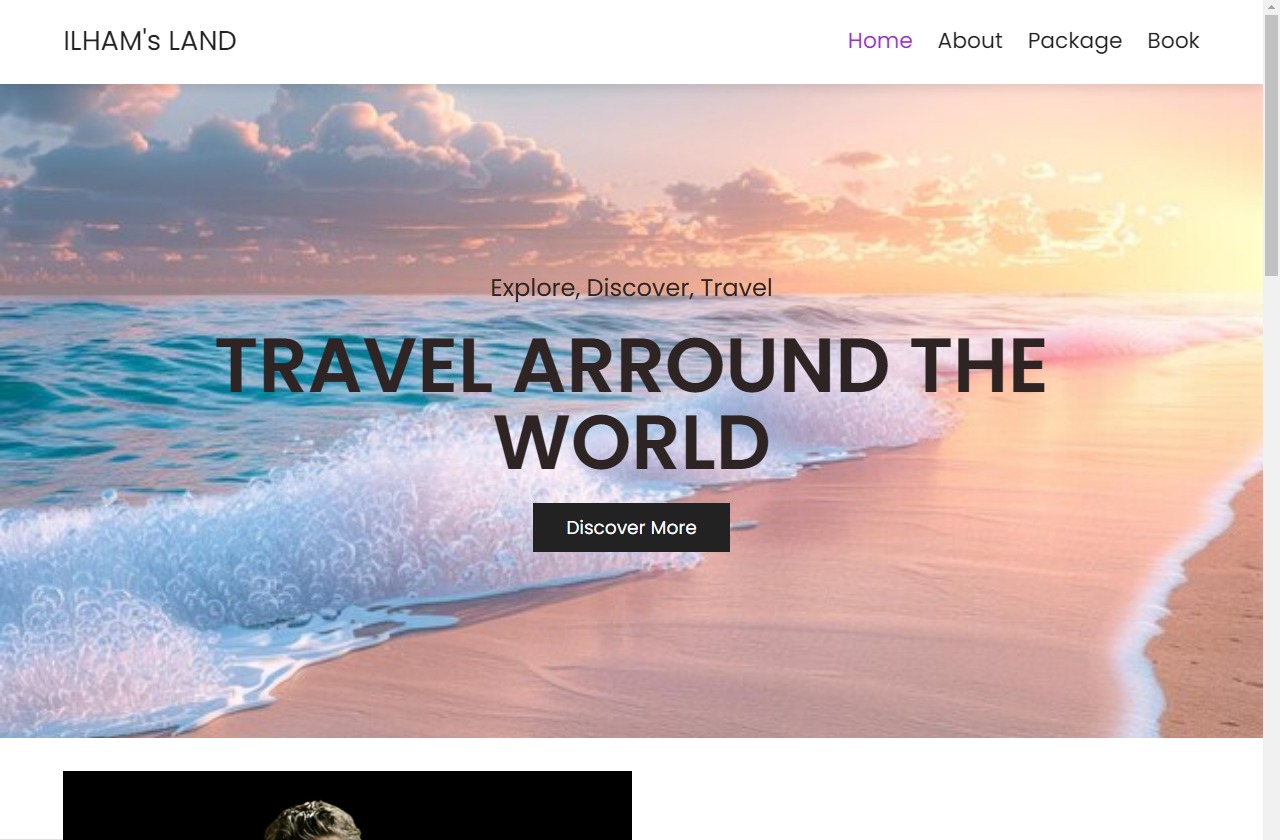 ILHAM's LAND
Home About Package Book
Explore, Discover, Travel
TRAVEL ARROUND THE
WORLD
Discover More